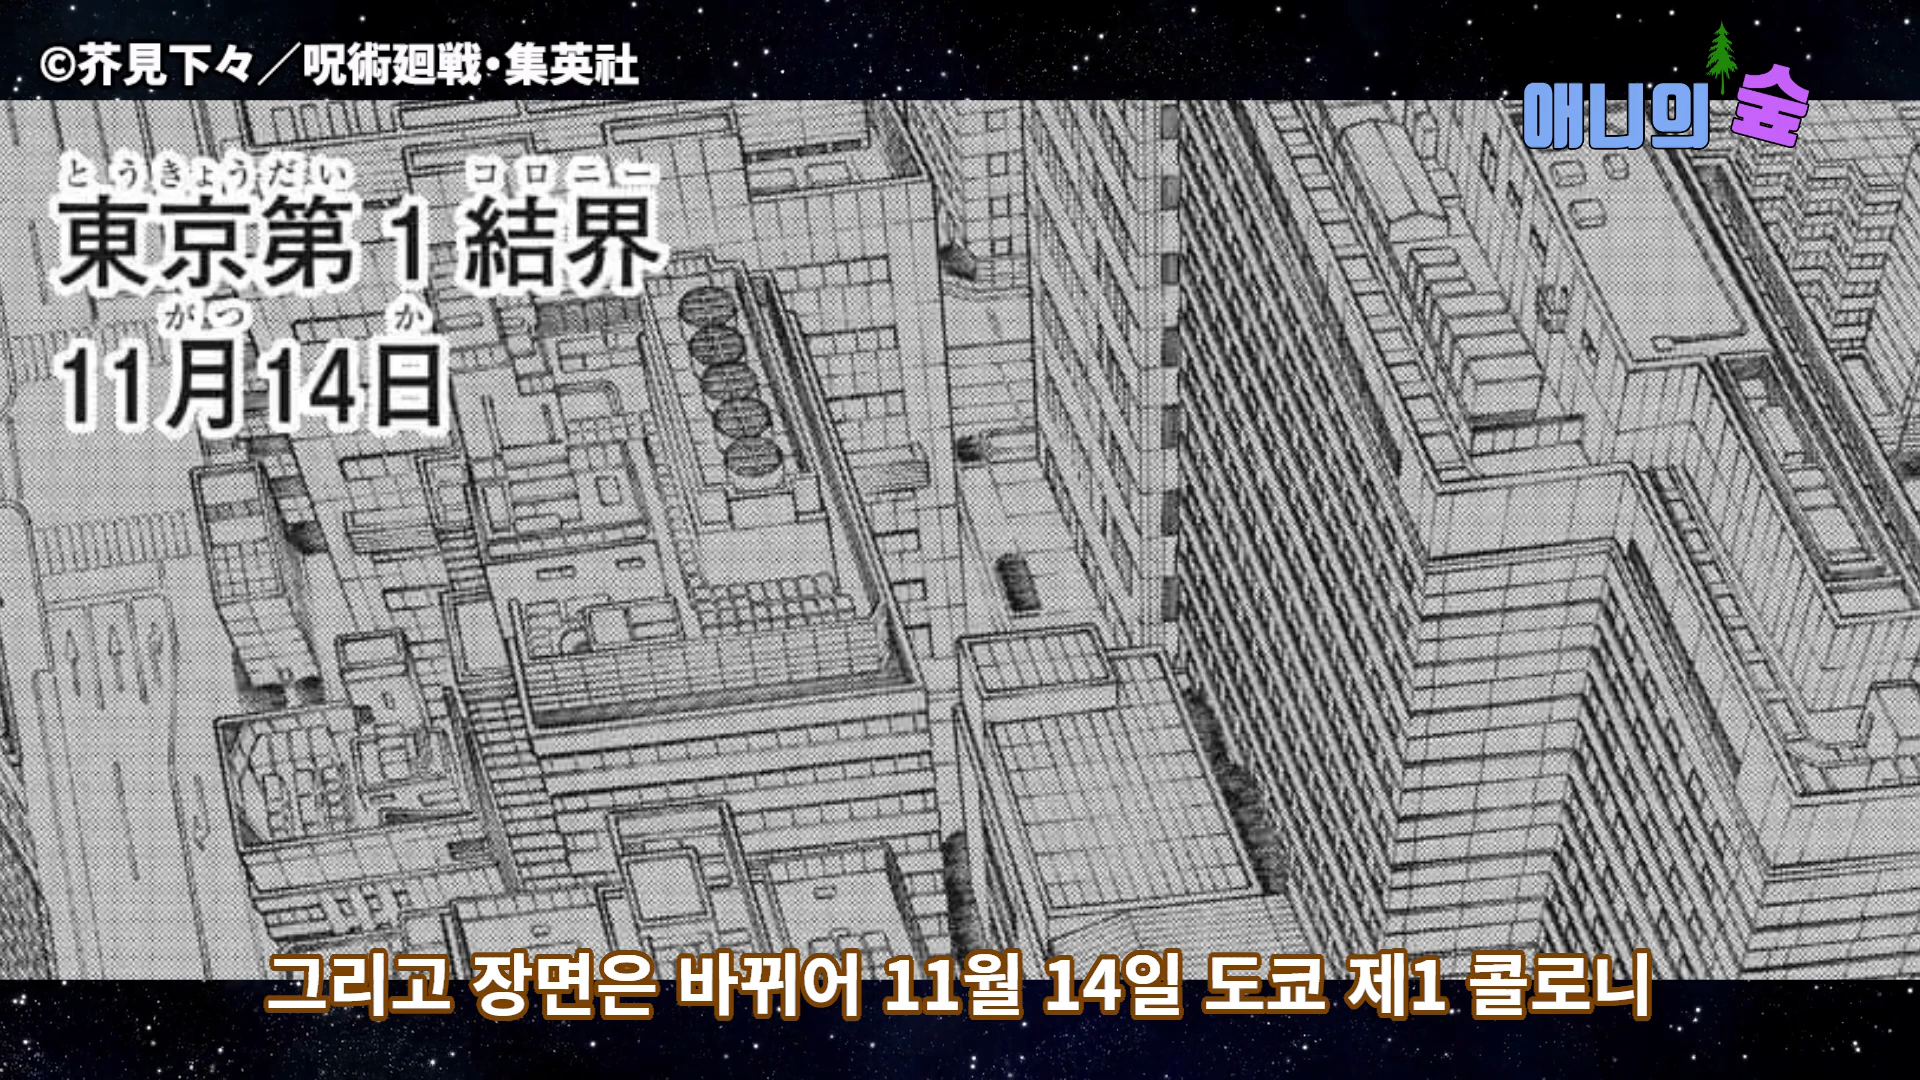 ©芥見下々／呪術廻戦・集英社
애니의 숲
とうきょうだい コロニー
東京第1結界
がつ か
11月14日
그리고 장면은 바뀌어 11월 14일 도쿄 제1 콜로니